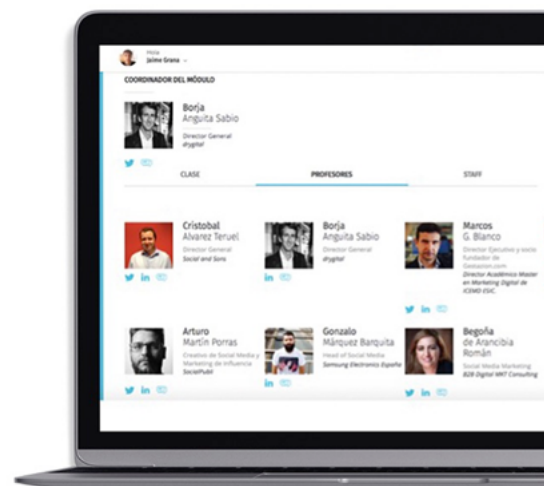 Hola
Jaime Grana
COORDINADOR DEL MÓDULO
Borja
Anguita Sabio
Director General
drygital
CLASE
PROFESORES
STAFF
Cristobal
Alvarez Teruel
Director General
Social and Sons
Borja
Anguita Sabio
Director General
drygital
Marcos
G. Blanco
Director Ejecutivo y socio
fundador de
Gestazion.com
Director Académico Master
en Marketing Digital de
ICEMD ESIC.
Arturo
Martín Porras
Creativo de Social Media y
Marketing de Influencia
SocialPubli
Gonzalo
Márquez Barquita
Head of Social Media
Samsung Electronics España
Begoña
de Arancibia
Román
Social Media Marketing
B2B Digital MKT Consulting